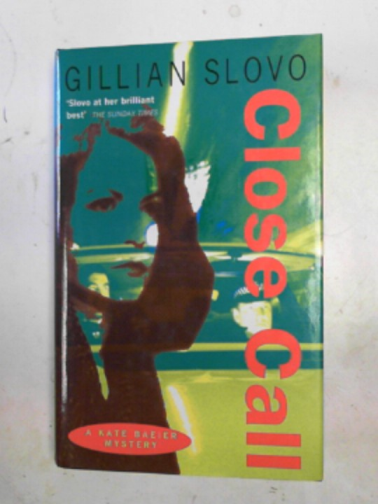 GILLIAN SLOVO
'Slovo at her brilliant
best' THE SUNDAY TIMES
Close Call
A KATE BAEIER
MYSTERY